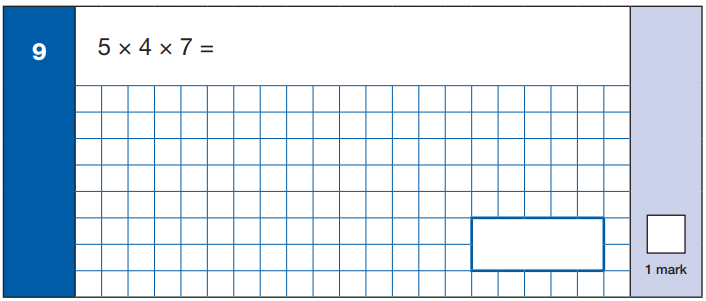 9
5 × 4 × 7 =
1 mark